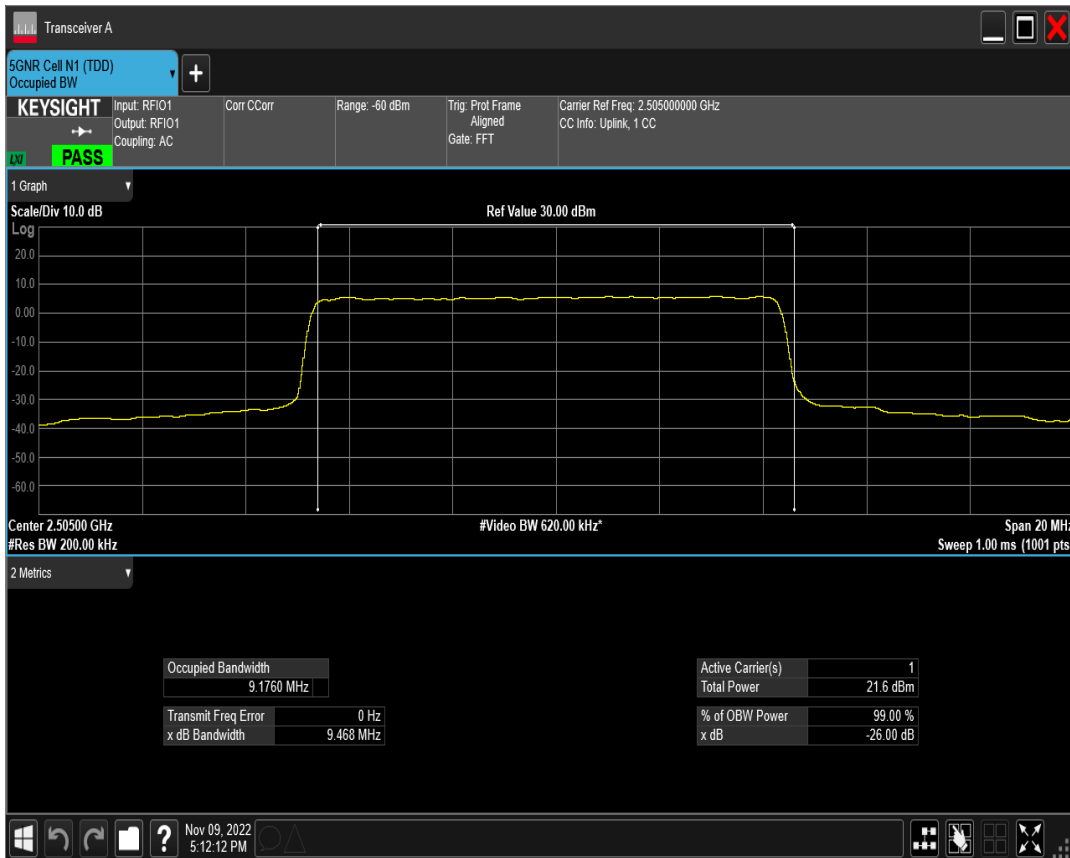 Transceiver A
5GNR Cell N1 (TDD)
Occupied BW
+
KEYSIGHT
LXI
PASS
Input: RFIO1
Output: RFIO1
Coupling: AC
Corr CCorr
Range: -60 dBm
Trig: Prot Frame
Aligned
Gate: FFT
Carrier Ref Freq: 2.505000000 GHz
CC Info: Uplink, 1 CC
1 Graph
Scale/Div 10.0 dB
Ref Value 30.00 dBm
Log
20.0
10.0
0.00
-10.0
-20.0
-30.0
-40.0
-50.0
-60.0
Center 2.50500 GHz
#Video BW 620.00 kHz*
Span 20 MHz
#Res BW 200.00 kHz
Sweep 1.00 ms (1001 pts
2 Metrics
Occupied Bandwidth
9.1760 MHz
Transmit Freq Error 0 Hz
x dB Bandwidth 9.468 MHz
Active Carrier(s) 1
Total Power 21.6 dBm
% of OBW Power 99.00 %
x dB -26.00 dB
?
Nov 09, 2022
5:12:12 PM